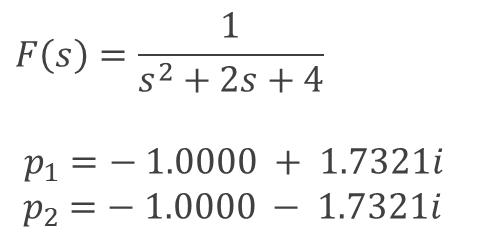 F(s) = 1 / (s² + 2s + 4)
p₁ = − 1.0000 + 1.7321i
p₂ = − 1.0000 − 1.7321i